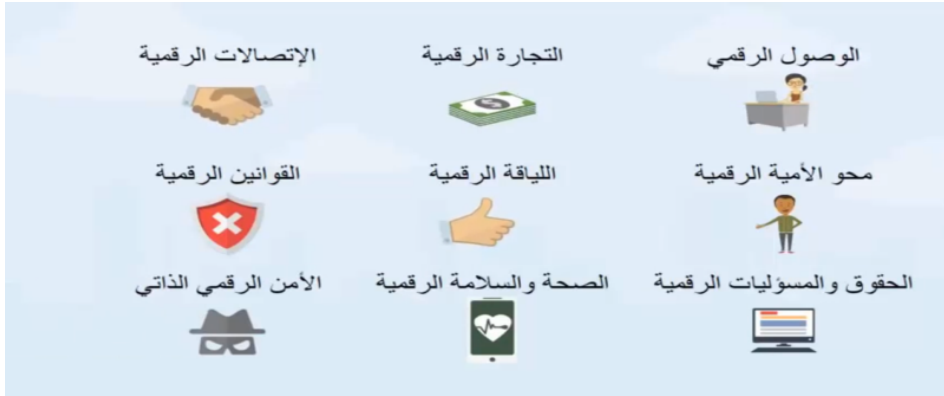 الوصول الرقمي
التجارة الرقمية
الإتصالات الرقمية
محو الأمية الرقمية
اللياقة الرقمية
القوانين الرقمية
الحقوق والمسؤليات الرقمية
الصحة والسلامة الرقمية
الأمن الرقمي الذاتي